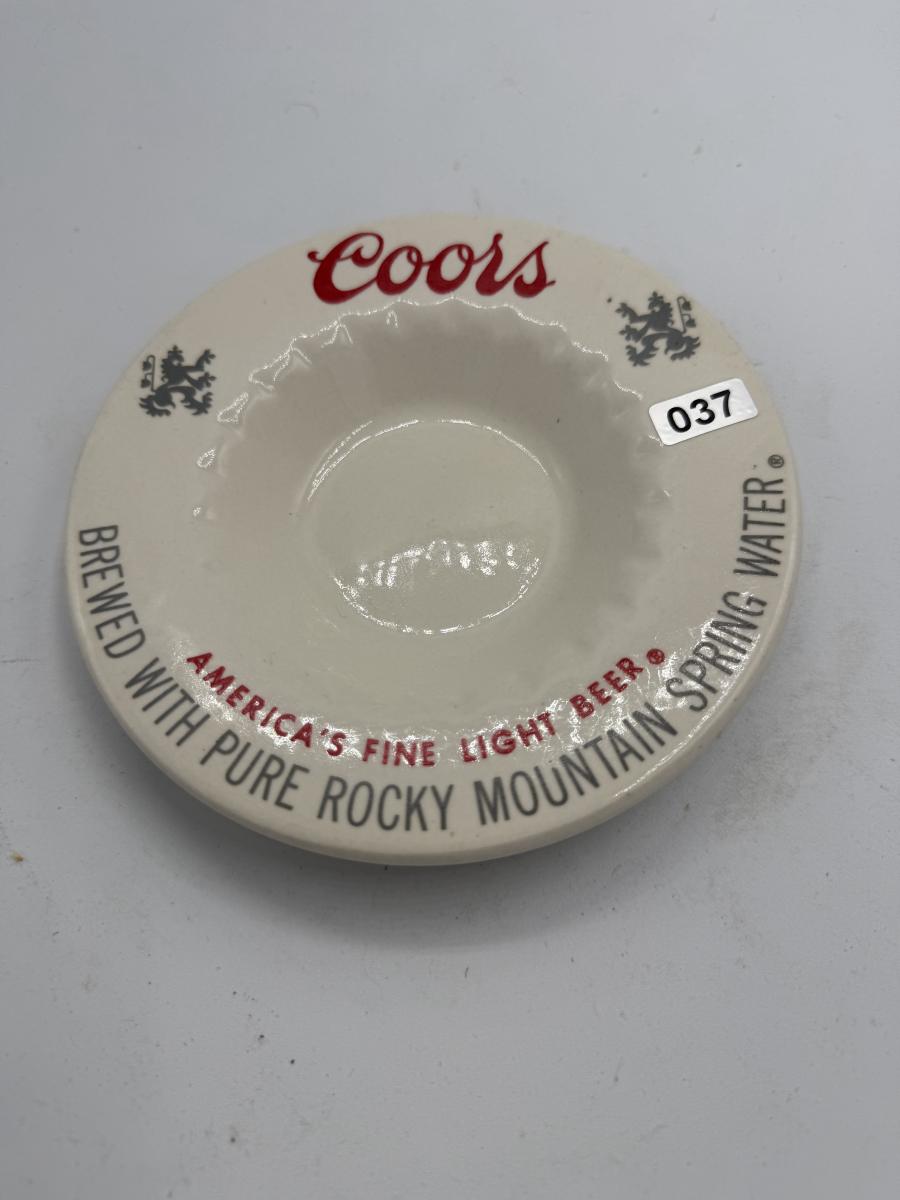 Coors
037
AMERICA'S FINE LIGHT BEER®
BREWED WITH PURE ROCKY MOUNTAIN SPRING WATER®